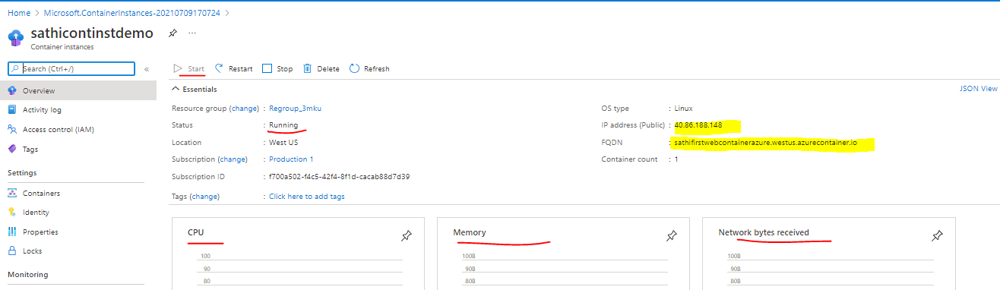 Home > Microsoft.ContainerInstances-20210709170724 >
sathicontinstdemo ...
Container instances
Search (Ctrl+/) «
Start Restart Stop Delete Refresh
Overview
Activity log
Access control (IAM)
Tags
Settings
Containers
Identity
Properties
Locks
Monitoring
Essentials JSON View
Resource group (change) : Regroup_3mku
Status : Running
Location : West US
Subscription (change) : Production 1
Subscription ID : f700a502-f4c5-42f4-8f1d-cacab88d7d39
Tags (change) : Click here to add tags
OS type : Linux
IP address (Public) : 40.86.188.148
FQDN : sathifirstwebcontainerazure.westus.azurecontainer.io
Container count : 1
CPU
100
90
80
Memory
100B
90B
80B
Network bytes received
100B
90B
80B